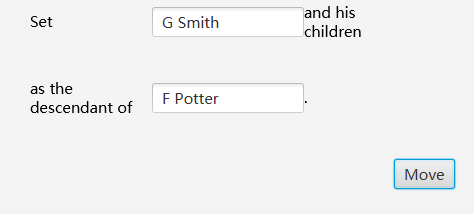 Set G Smith and his children
as the descendant of F Potter .
Move